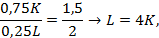 0,75K/0,25L = 1,5/2 → L = 4K,